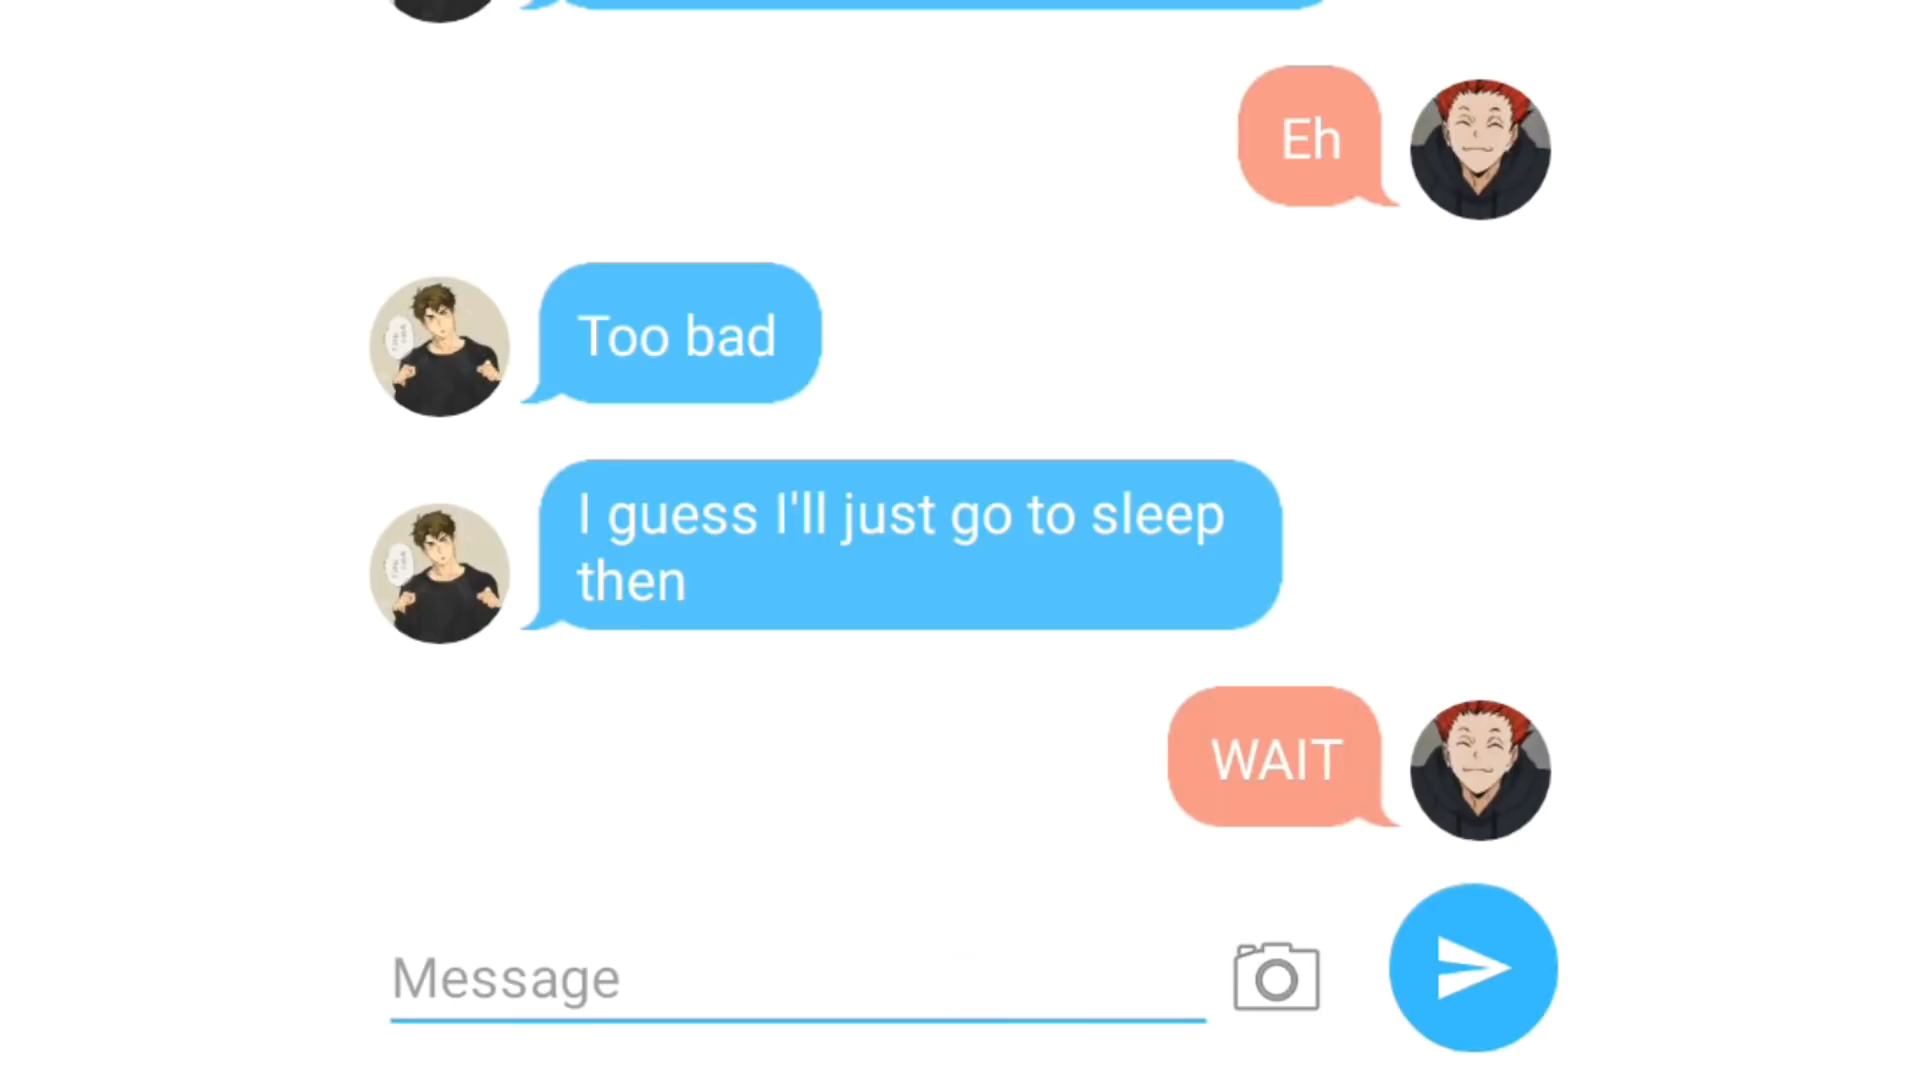 Eh
Too bad
I guess I'll just go to sleep
then
WAIT
Message